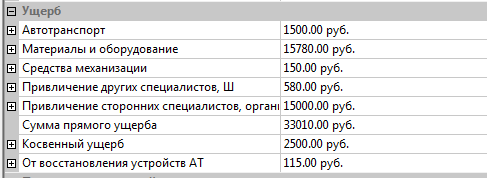 Ущерб
Автотранспорт 1500.00 руб.
Материалы и оборудование 15780.00 руб.
Средства механизации 150.00 руб.
Привличение других специалистов, Ш 580.00 руб.
Привличение сторонних специалистов, орган 15000.00 руб.
Сумма прямого ущерба 33010.00 руб.
Косвенный ущерб 2500.00 руб.
От восстановления устройств АТ 115.00 руб.